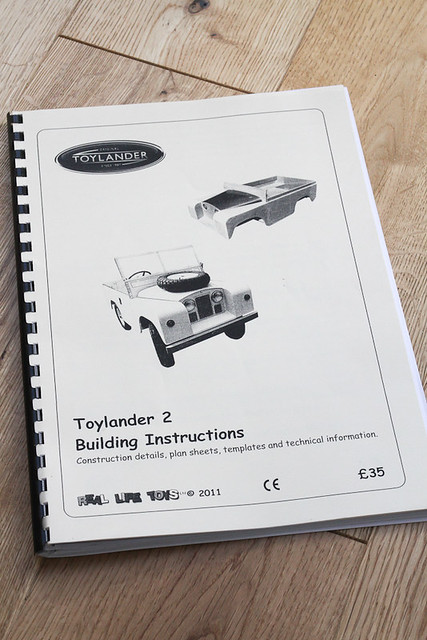 ORIGINAL
TOYLANDER
Toylander 2
Building Instructions
Construction details, plan sheets, templates and technical information.
REAL LIFE TOYS © 2011
CE
£35